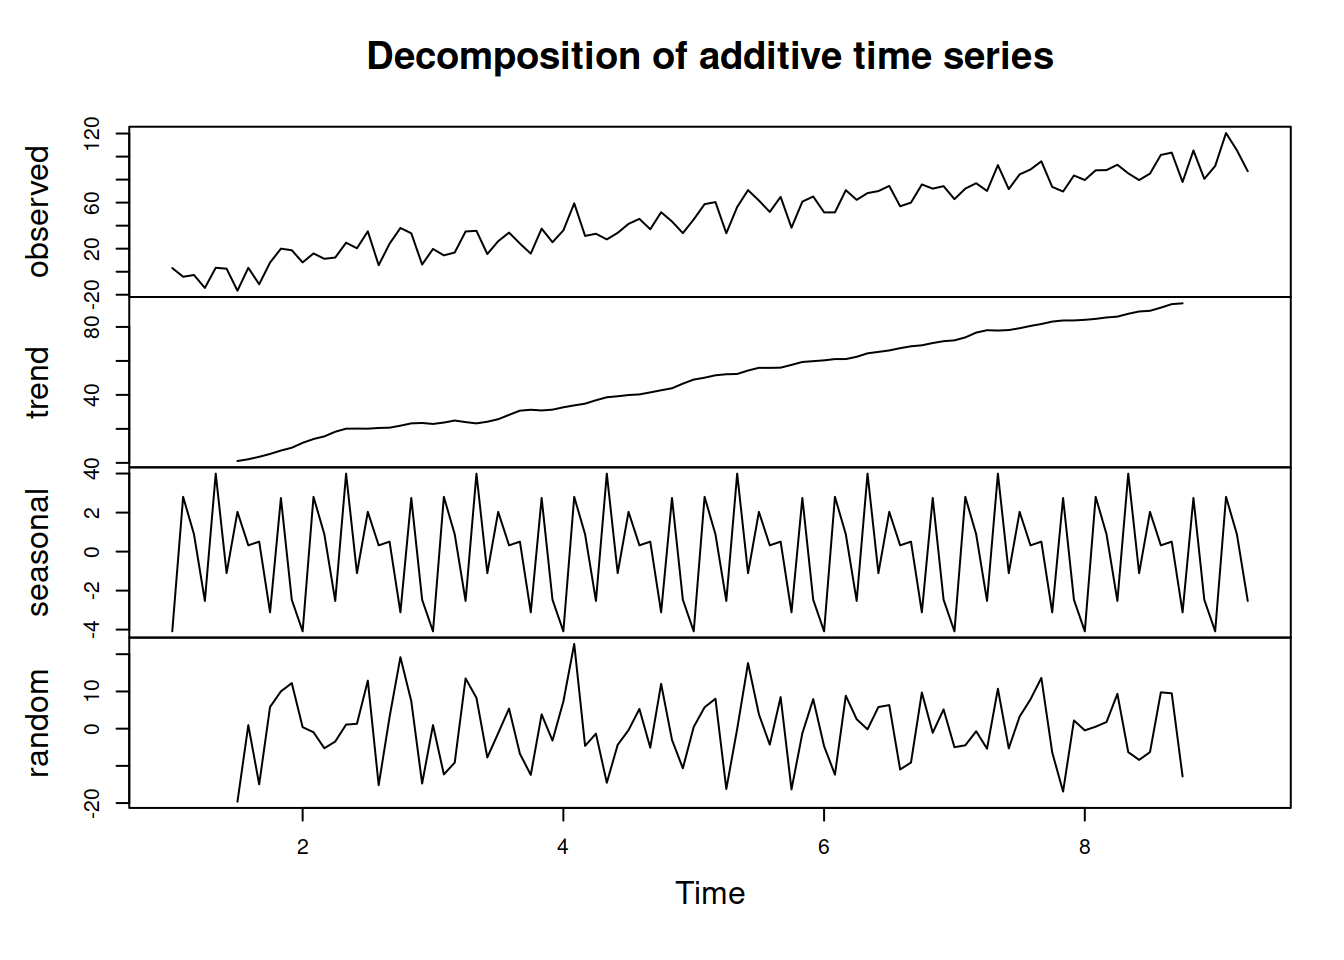 Decomposition of additive time series
observed
-20 20 60 120
trend
0 40 80
seasonal
-4 -2 0 2 4
random
-20 0 10
2 4 6 8
Time